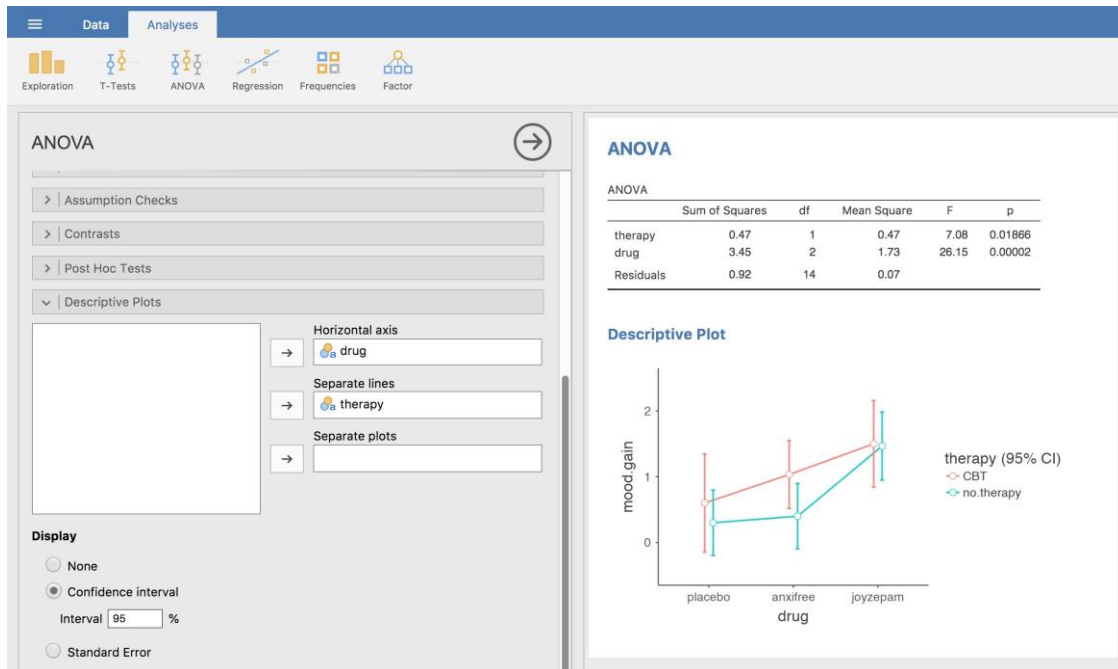 Data Analyses
Exploration T-Tests ANOVA Regression Frequencies Factor
ANOVA
Assumption Checks
Contrasts
Post Hoc Tests
Descriptive Plots
Horizontal axis
drug
Separate lines
therapy
Separate plots
Display
None
Confidence interval
Interval 95 %
Standard Error
ANOVA
ANOVA
Sum of Squares df Mean Square F p
therapy 0.47 1 0.47 7.08 0.01866
drug 3.45 2 1.73 26.15 0.00002
Residuals 0.92 14 0.07
Descriptive Plot
2
1
0
mood.gain
placebo anxifree joyzepam
drug
therapy (95% CI)
CBT
no.therapy